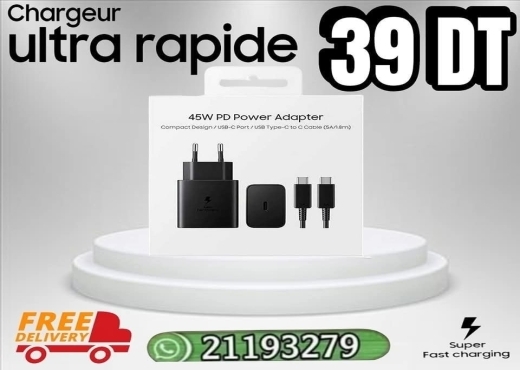 Chargeur
ultra rapide
39 DT
45W PD Power Adapter
Compact Design / USB-C Port / USB Type-C to C Cable (5A/1.8m)
FREE
DELIVERY
21193279
Super
Fast charging